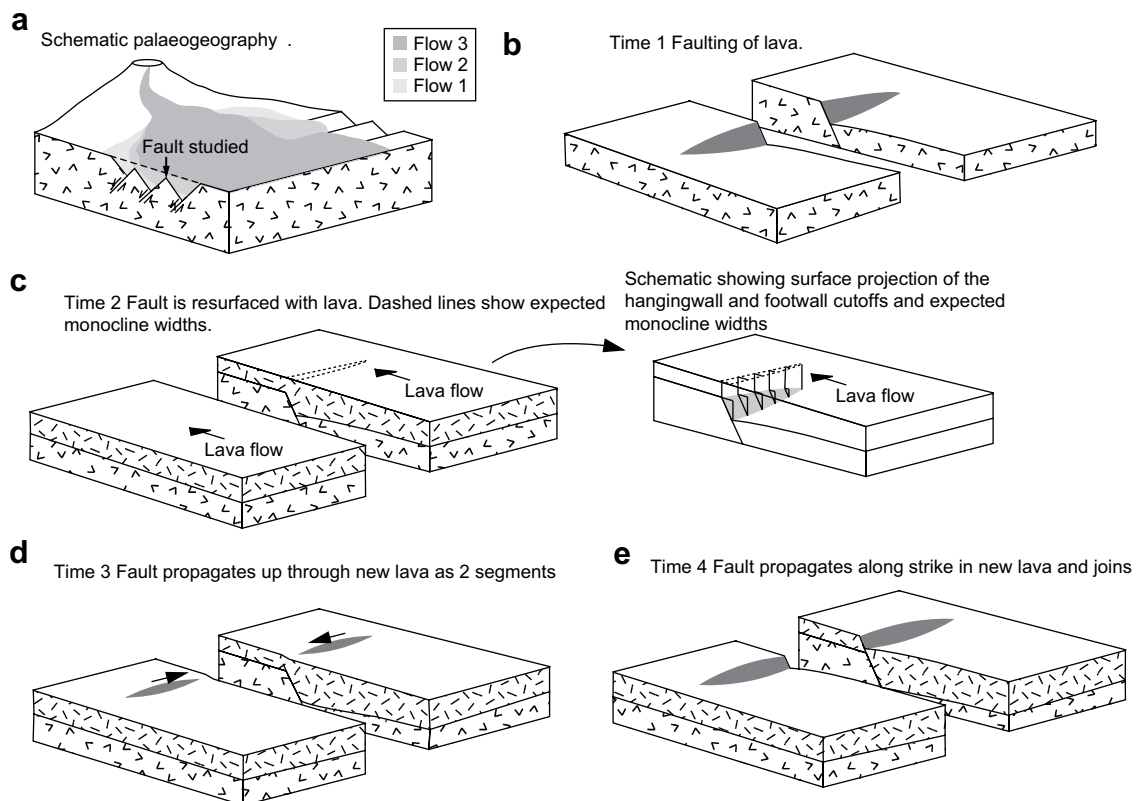 a
Schematic palaeogeography .
Flow 3
Flow 2
Flow 1
Fault studied
b
Time 1 Faulting of lava.
c
Time 2 Fault is resurfaced with lava. Dashed lines show expected
monocline widths.
Lava flow
Lava flow
Schematic showing surface projection of the
hangingwall and footwall cutoffs and expected
monocline widths
Lava flow
d
Time 3 Fault propagates up through new lava as 2 segments
e
Time 4 Fault propagates along strike in new lava and joins